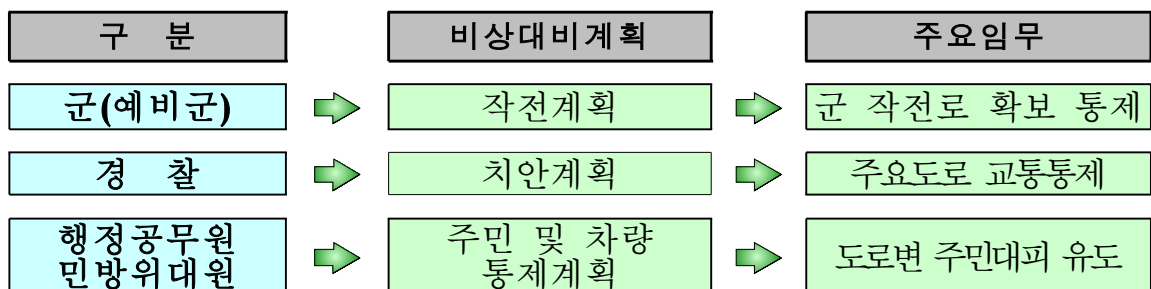 구 분 비상대비계획 주요임무
군(예비군) 작전계획 군 작전로 확보 통제
경 찰 치안계획 주요도로 교통통제
행정공무원
민방위대원
주민 및 차량
통제계획
도로변 주민대피 유도